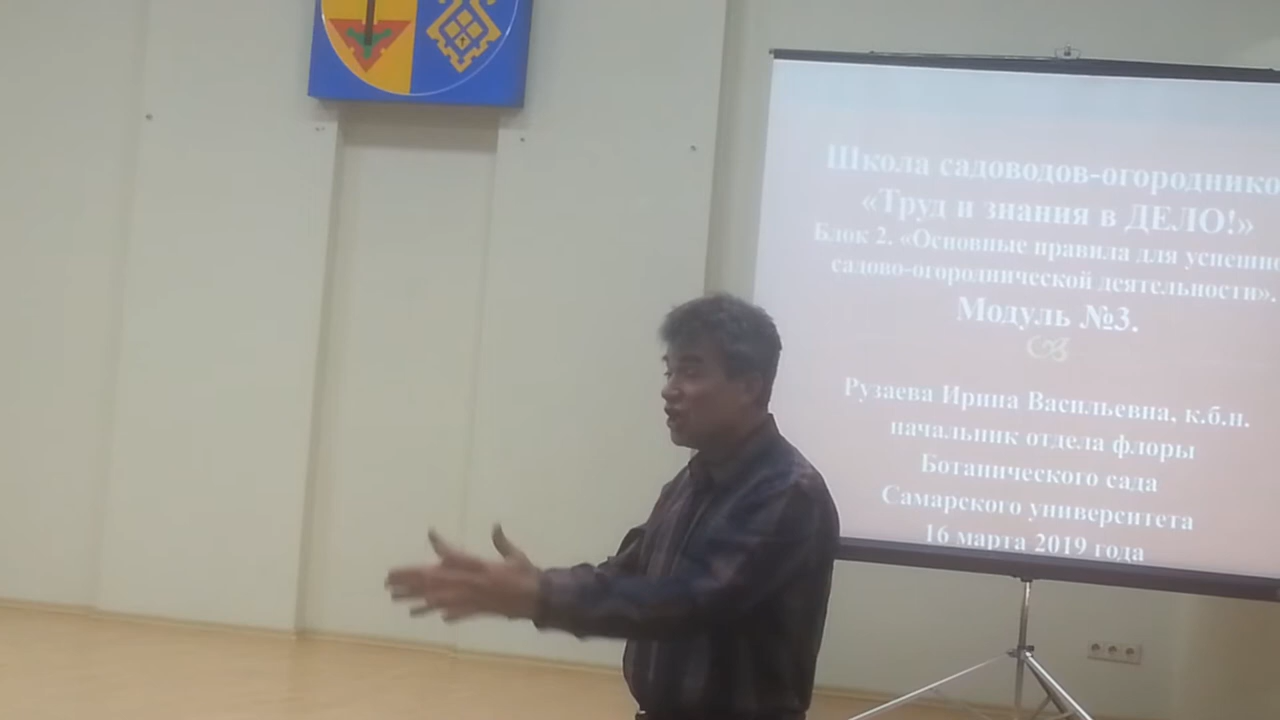 Школа садоводов-огороднико
«Труд и знания в ДЕЛО!»
Блок 2. «Основные правила для успешно
садово-огороднической деятельности».
Модуль №3.
Рузаева Ирина Васильевна, к.б.н.
начальник отдела флоры
Ботанического сада
Самарского университета
16 марта 2019 года